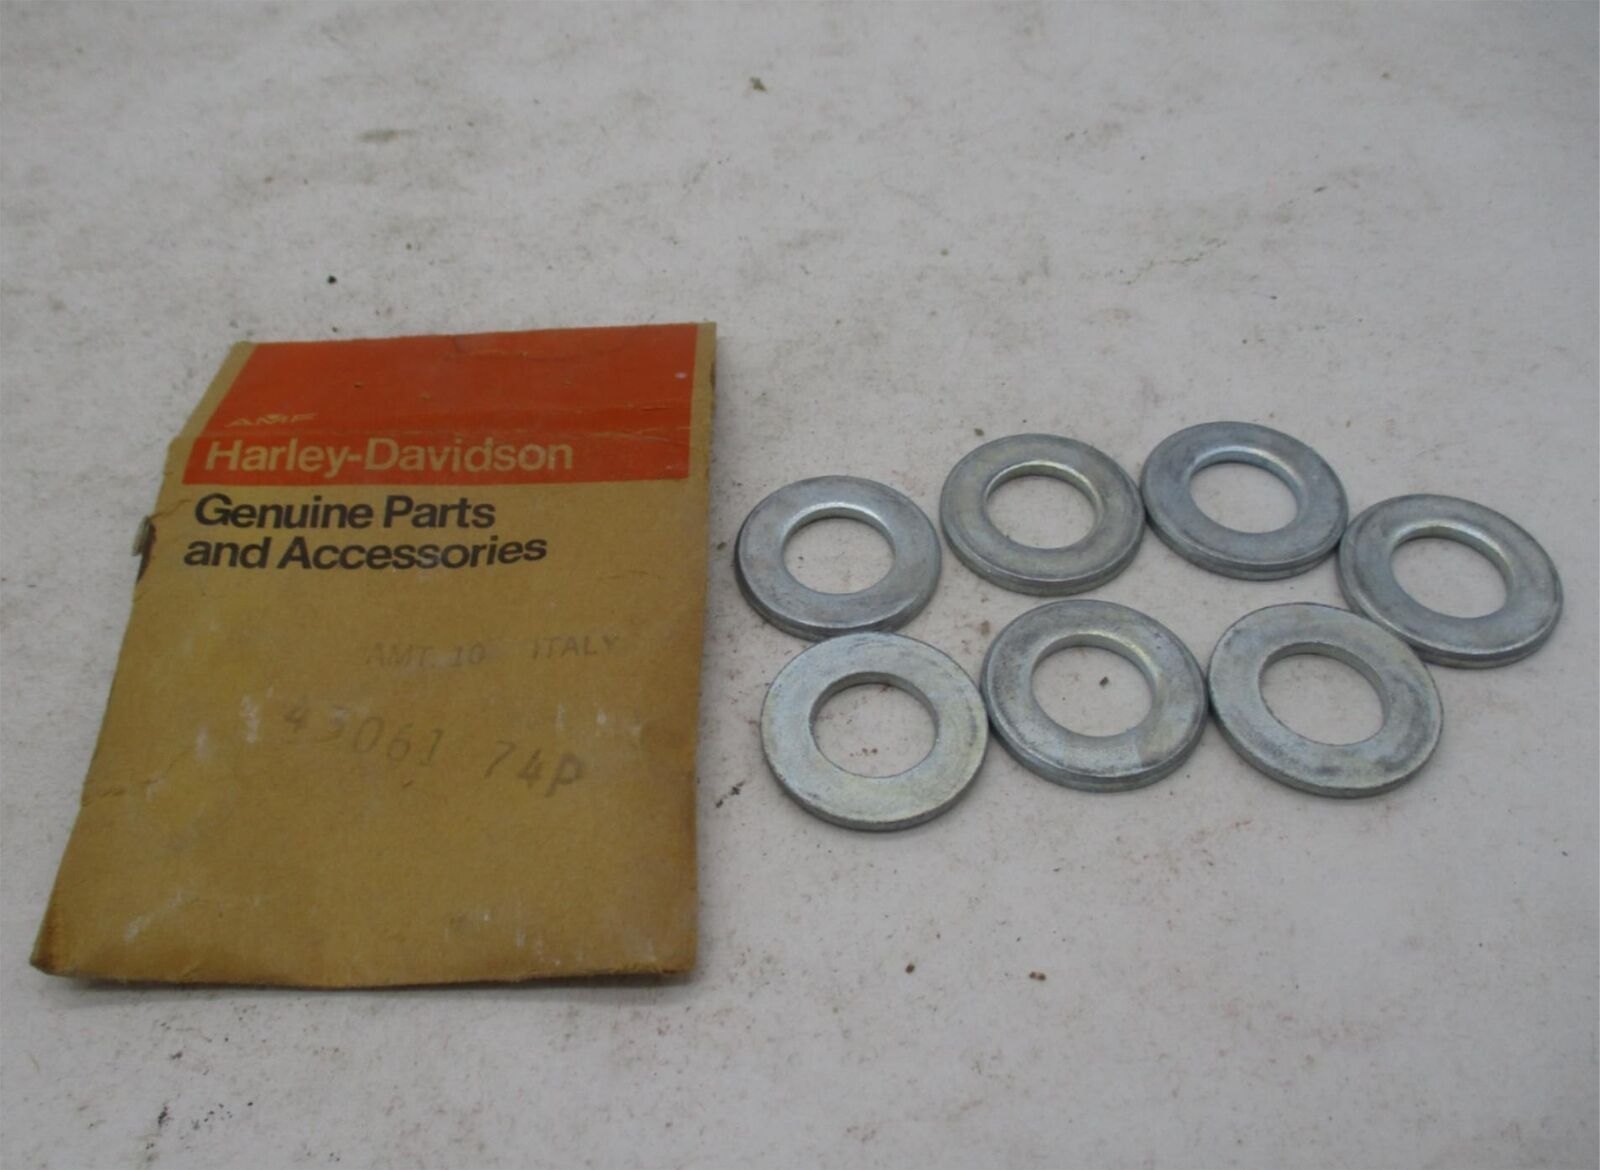 AMF
Harley-Davidson
Genuine Parts
and Accessories
AMT 10 ITALY
43061 74P